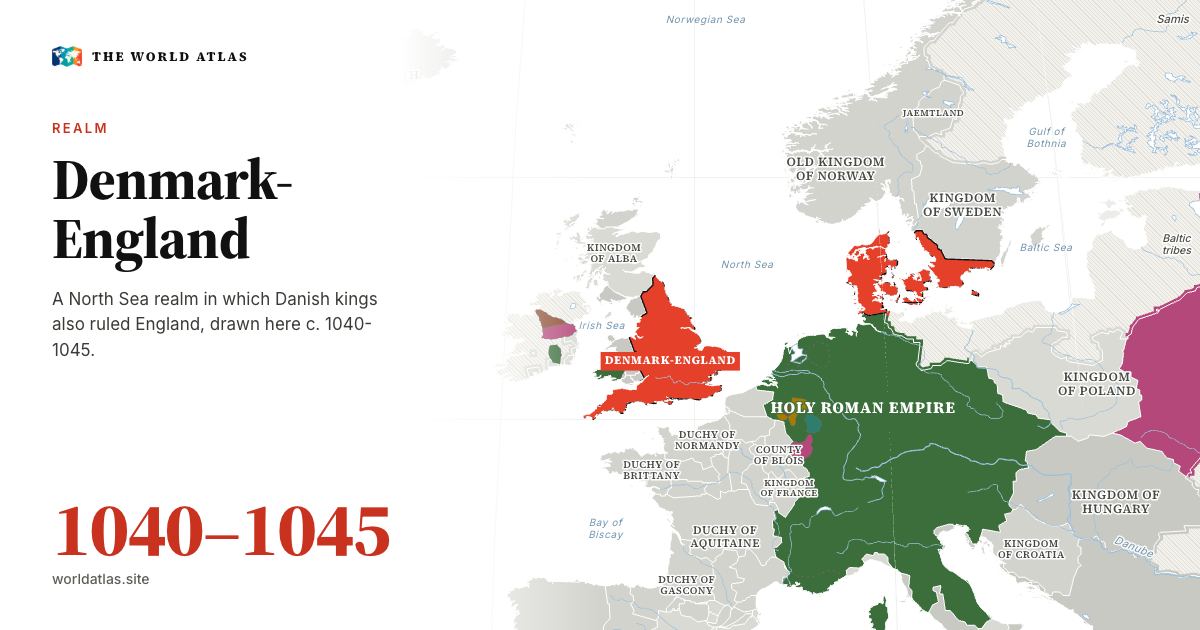 THE WORLD ATLAS
REALM
Denmark-
England
A North Sea realm in which Danish kings
also ruled England, drawn here c. 1040-
1045.
1040–1045
worldatlas.site
Norwegian Sea
Samis
JAEMTLAND
Gulf of
Bothnia
OLD KINGDOM
OF NORWAY
KINGDOM
OF SWEDEN
Baltic
tribes
KINGDOM
OF ALBA
North Sea
Baltic Sea
Irish Sea
DENMARK-ENGLAND
KINGDOM
OF POLAND
HOLY ROMAN EMPIRE
DUCHY OF
NORMANDY
COUNTY
OF BLOIS
DUCHY OF
BRITTANY
KINGDOM
OF FRANCE
KINGDOM OF
HUNGARY
Bay of
Biscay
DUCHY OF
AQUITAINE
KINGDOM
OF CROATIA
Danube
DUCHY OF
GASCONY